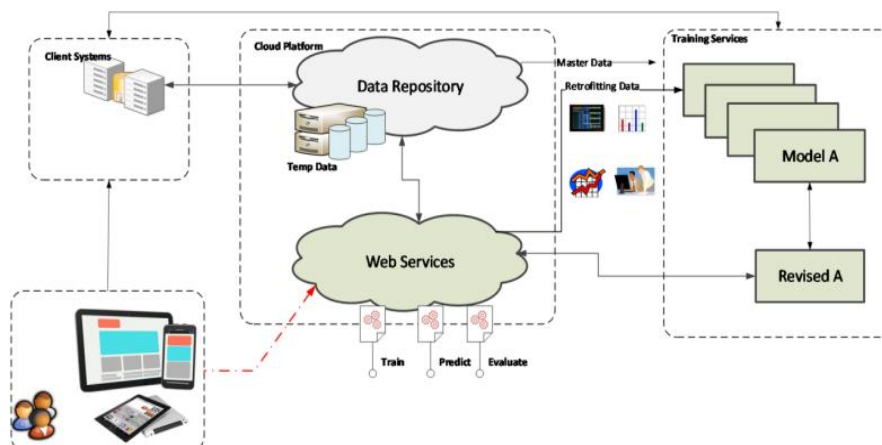 Client Systems
Cloud Platform
Training Services
Data Repository
Master Data
Retrofitting Data
Temp Data
Model A
Web Services
Revised A
Train
Predict
Evaluate